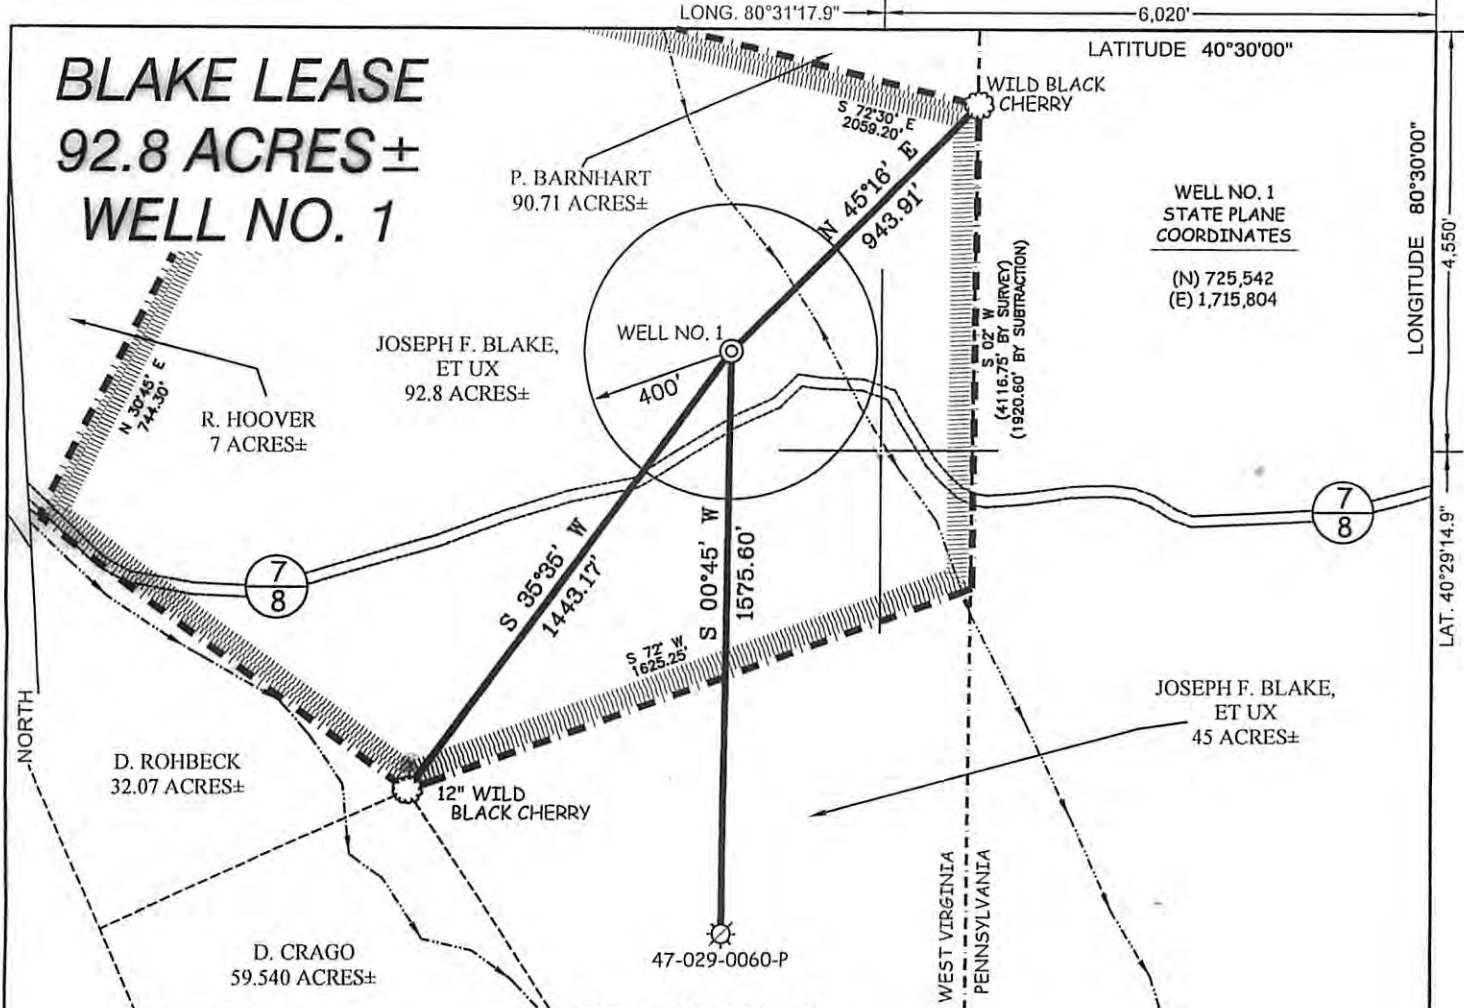 LONG. 80°31'17.9"
6,020'
LATITUDE 40°30'00"
BLAKE LEASE
92.8 ACRES±
WELL NO. 1
WILD BLACK
CHERRY
S 72°30' E
2059.20'
P. BARNHART
90.71 ACRES±
N 45°16' E
943.91'
WELL NO. 1
STATE PLANE
COORDINATES
(N) 725,542
(E) 1,715,804
LONGITUDE 80°30'00"
4,550'
WELL NO. 1
400'
JOSEPH F. BLAKE,
ET UX
92.8 ACRES±
S 02° W
(4116.75' BY SURVEY)
(1920.60' BY SUBTRACTION)
N 30°45' E
744.30'
R. HOOVER
7 ACRES±
7
8
7
8
LAT. 40°29'14.9"
S 35°35' W
1443.17'
S 00°45' W
1575.60'
S 72° W
1625.25'
NORTH
D. ROHBECK
32.07 ACRES±
12" WILD
BLACK CHERRY
JOSEPH F. BLAKE,
ET UX
45 ACRES±
D. CRAGO
59.540 ACRES±
47-029-0060-P
WEST VIRGINIA
PENNSYLVANIA